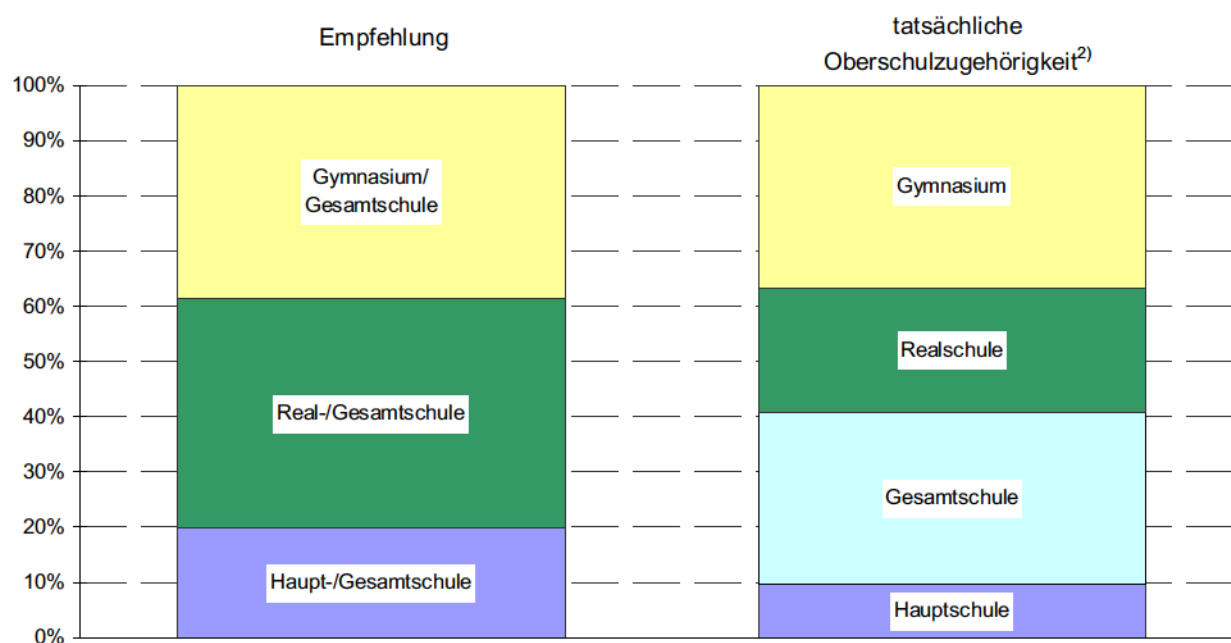 Empfehlung
tatsächliche
Oberschulzugehörigkeit2)
100%
90%
80%
70%
60%
50%
40%
30%
20%
10%
0%
Gymnasium/
Gesamtschule
Real-/Gesamtschule
Haupt-/Gesamtschule
Gymnasium
Realschule
Gesamtschule
Hauptschule